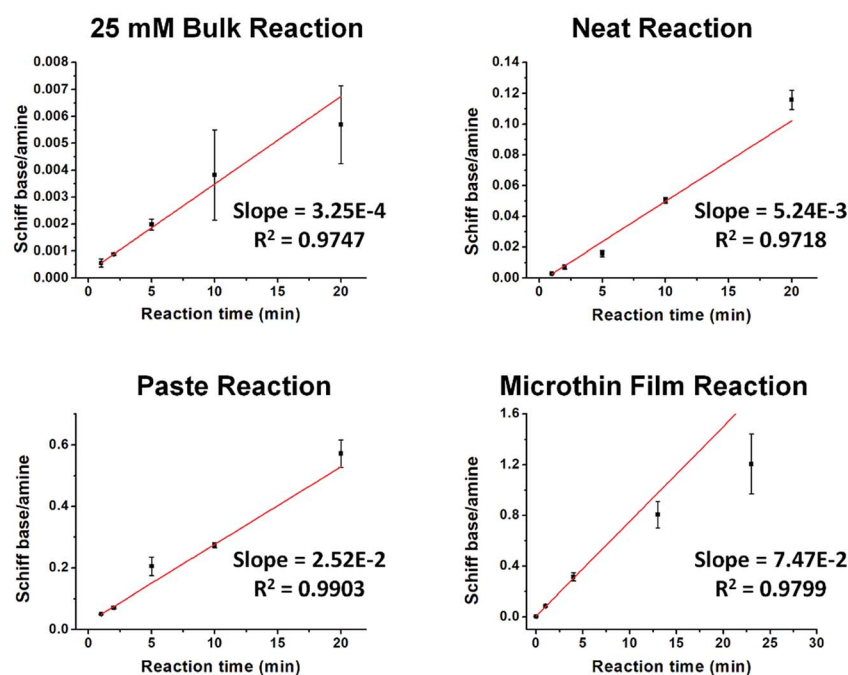 25 mM Bulk Reaction
0.008
0.007
0.006
0.005
0.004
0.003
0.002
0.001
0.000
Schiff base/amine
Slope = 3.25E-4
R² = 0.9747
0 5 10 15 20
Reaction time (min)
Neat Reaction
0.14
0.12
0.10
0.08
0.06
0.04
0.02
0.00
Schiff base/amine
Slope = 5.24E-3
R² = 0.9718
0 5 10 15 20
Reaction time (min)
Paste Reaction
0.6
0.4
0.2
0.0
Schiff base/amine
Slope = 2.52E-2
R² = 0.9903
0 5 10 15 20
Reaction time (min)
Microthin Film Reaction
1.6
1.2
0.8
0.4
0.0
Schiff base/amine
Slope = 7.47E-2
R² = 0.9799
0 5 10 15 20 25 30
Reaction time (min)